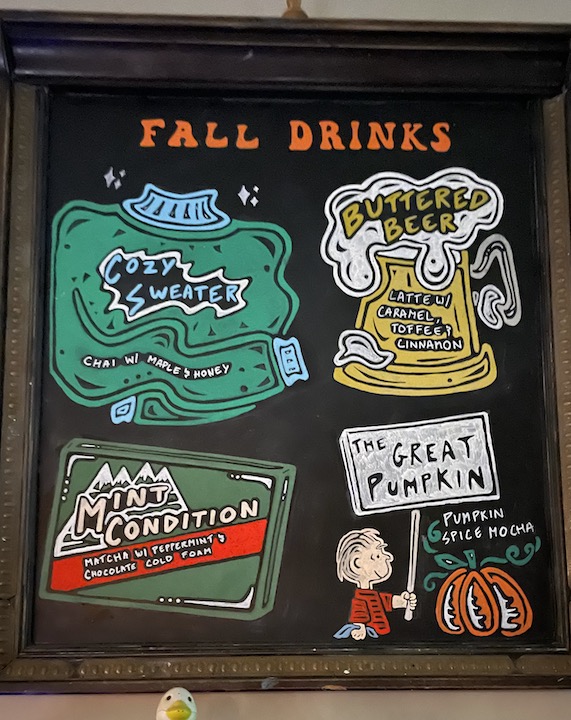 FALL DRINKS
COZY
SWEATER
CHAI W/ MAPLE & HONEY
BUTTERED
BEER
LATTE W/
CARAMEL,
TOFFEE &
CINNAMON
MINT
CONDITION
MATCHA W/ PEPPERMINT &
CHOCOLATE COLD FOAM
THE GREAT
PUMPKIN
PUMPKIN
SPICE MOCHA